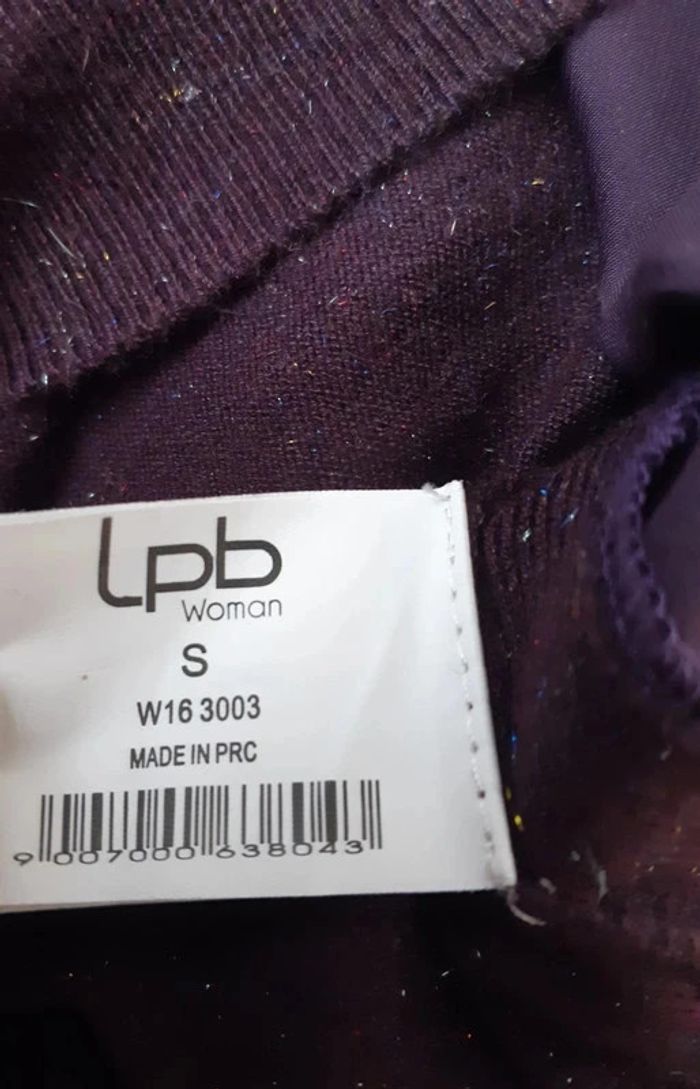 lpb
Woman
S
W16 3003
MADE IN PRC
9 007000 638043